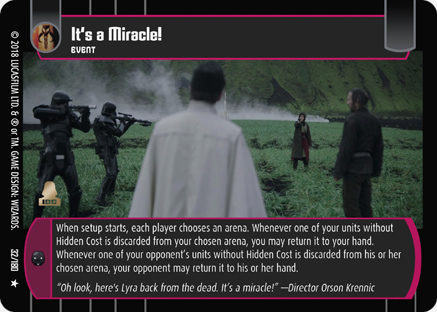 It's a Miracle!
EVENT
When setup starts, each player chooses an arena. Whenever one of your units without
Hidden Cost is discarded from your chosen arena, you may return it to your hand.
Whenever one of your opponent's units without Hidden Cost is discarded from his or her
chosen arena, your opponent may return it to his or her hand.
"Oh look, here's Lyra back from the dead. It's a miracle!" —Director Orson Krennic
© 2018 LUCASFILM LTD. & ® or TM. GAME DESIGN: WIZARDS.
32/180
IDC